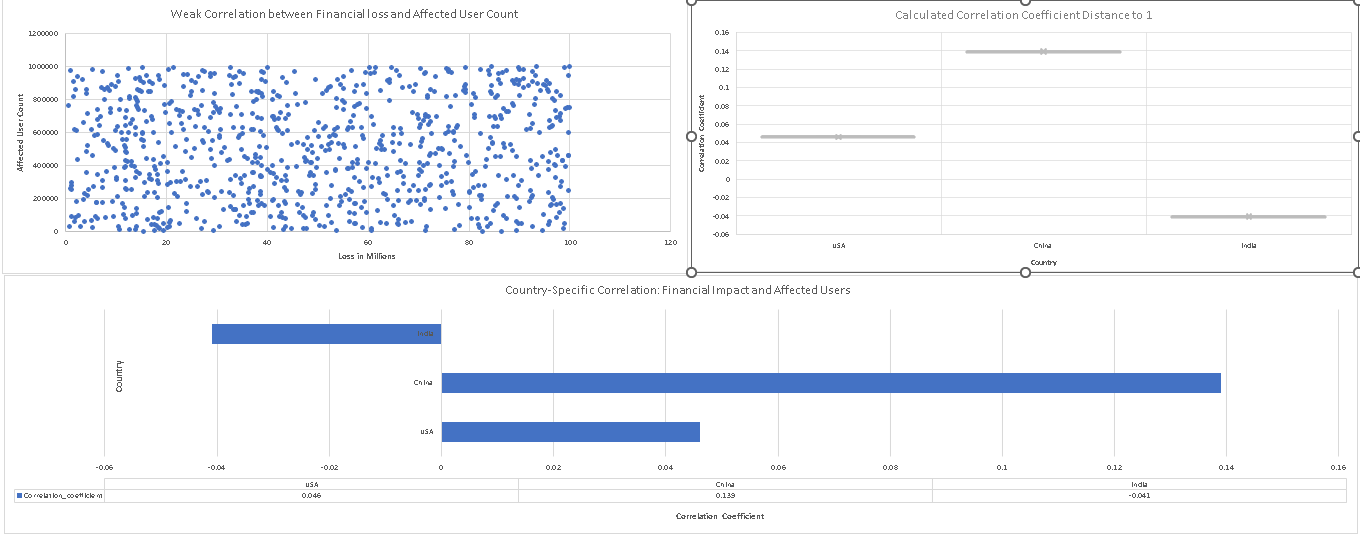 Weak Correlation between Financial loss and Affected User Count
1200000
1000000
800000
600000
400000
200000
0
0 20 40 60 80 100 120
Affected User Count
Loss in Millions
Calculated Correlation Coefficient Distance to 1
0.16
0.14
0.12
0.1
0.08
0.06
0.04
0.02
0
-0.02
-0.04
-0.06
Correlation Coefficient
uSA China India
Country
Country-Specific Correlation: Financial Impact and Affected Users
Country
India
China
uSA
-0.06 -0.04 -0.02 0 0.02 0.04 0.06 0.08 0.1 0.12 0.14 0.16
uSA China India
Correlation_coefficient 0.046 0.139 -0.041
Correlation Coefficient